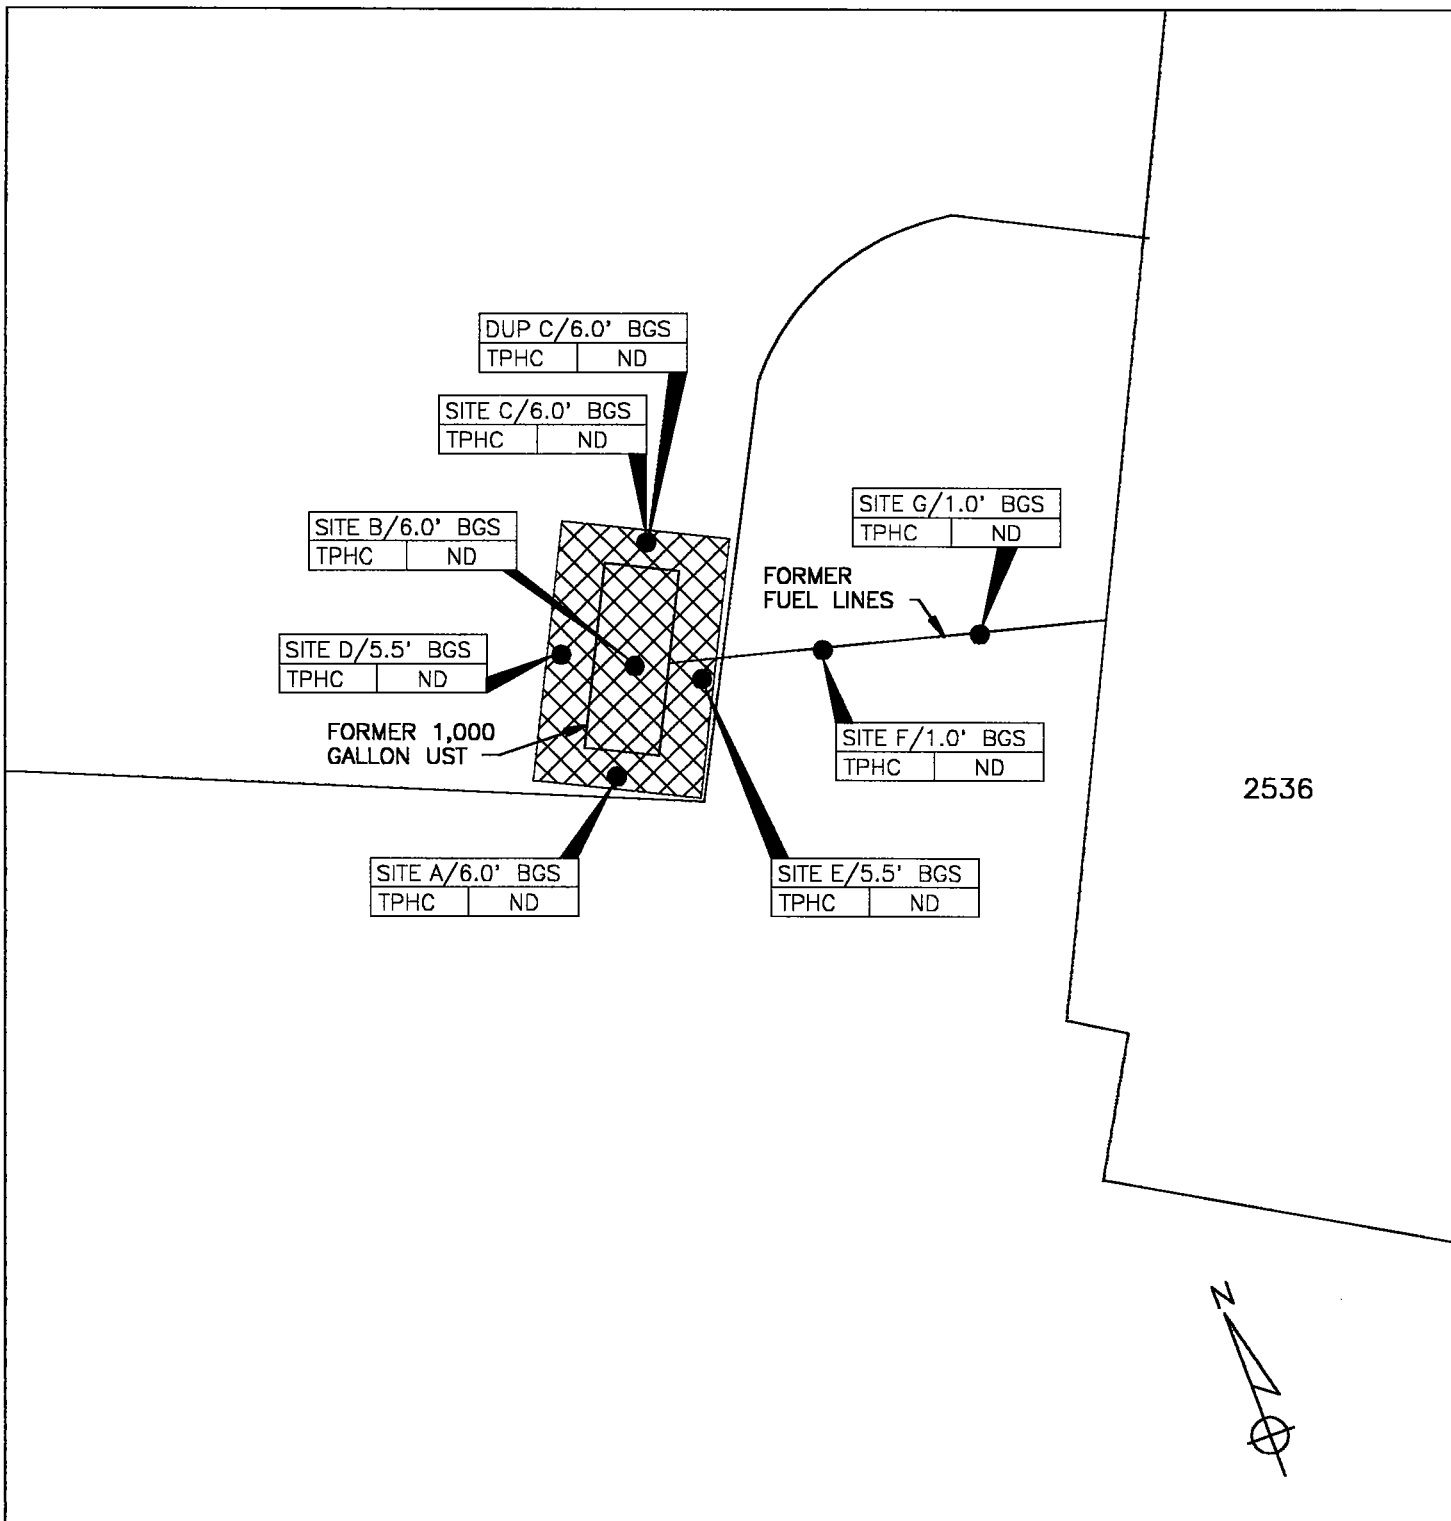 DUP C/6.0' BGS
TPHC ND
SITE C/6.0' BGS
TPHC ND
SITE B/6.0' BGS
TPHC ND
SITE G/1.0' BGS
TPHC ND
FORMER
FUEL LINES
SITE D/5.5' BGS
TPHC ND
FORMER 1,000
GALLON UST
SITE F/1.0' BGS
TPHC ND
2536
SITE A/6.0' BGS
TPHC ND
SITE E/5.5' BGS
TPHC ND
N